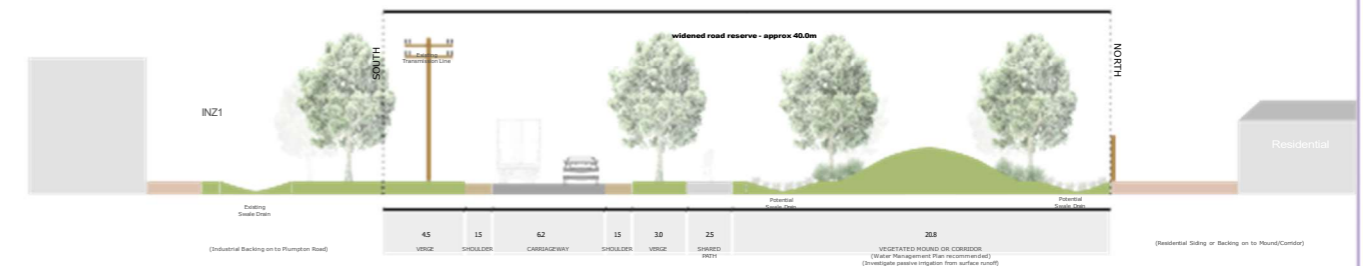 widened road reserve - approx 40.0m
SOUTH
Existing
Transmission Line
NORTH
INZ1
Residential
Existing
Swale Drain
Potential
Swale Drain
Potential
Swale Drain
4.5
1.5
6.2
1.5
3.0
2.5
20.8
VERGE
SHOULDER
CARRIAGEWAY
SHOULDER
VERGE
SHARED
PATH
VEGETATED MOUND OR CORRIDOR
(Water Management Plan recommended)
(Investigate passive irrigation from surface runoff)
(Industrial Backing on to Plumpton Road)
(Residential Siding or Backing on to Mound/Corridor)